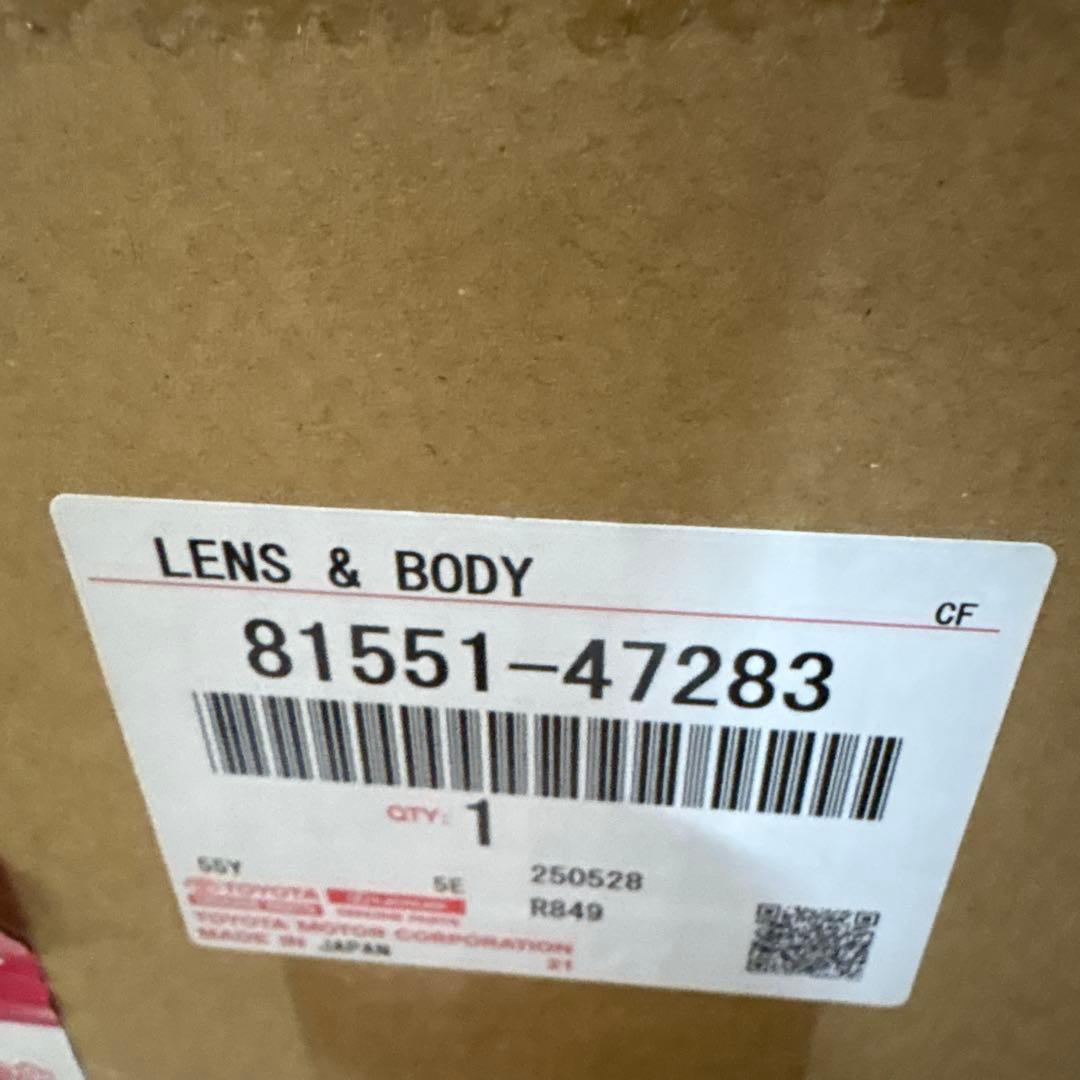 LENS & BODY
CF
81551-47283
QTY: 1
55Y
5E
250528
TOYOTA
R849
TOYOTA MOTOR CORPORATION
MADE IN JAPAN
21